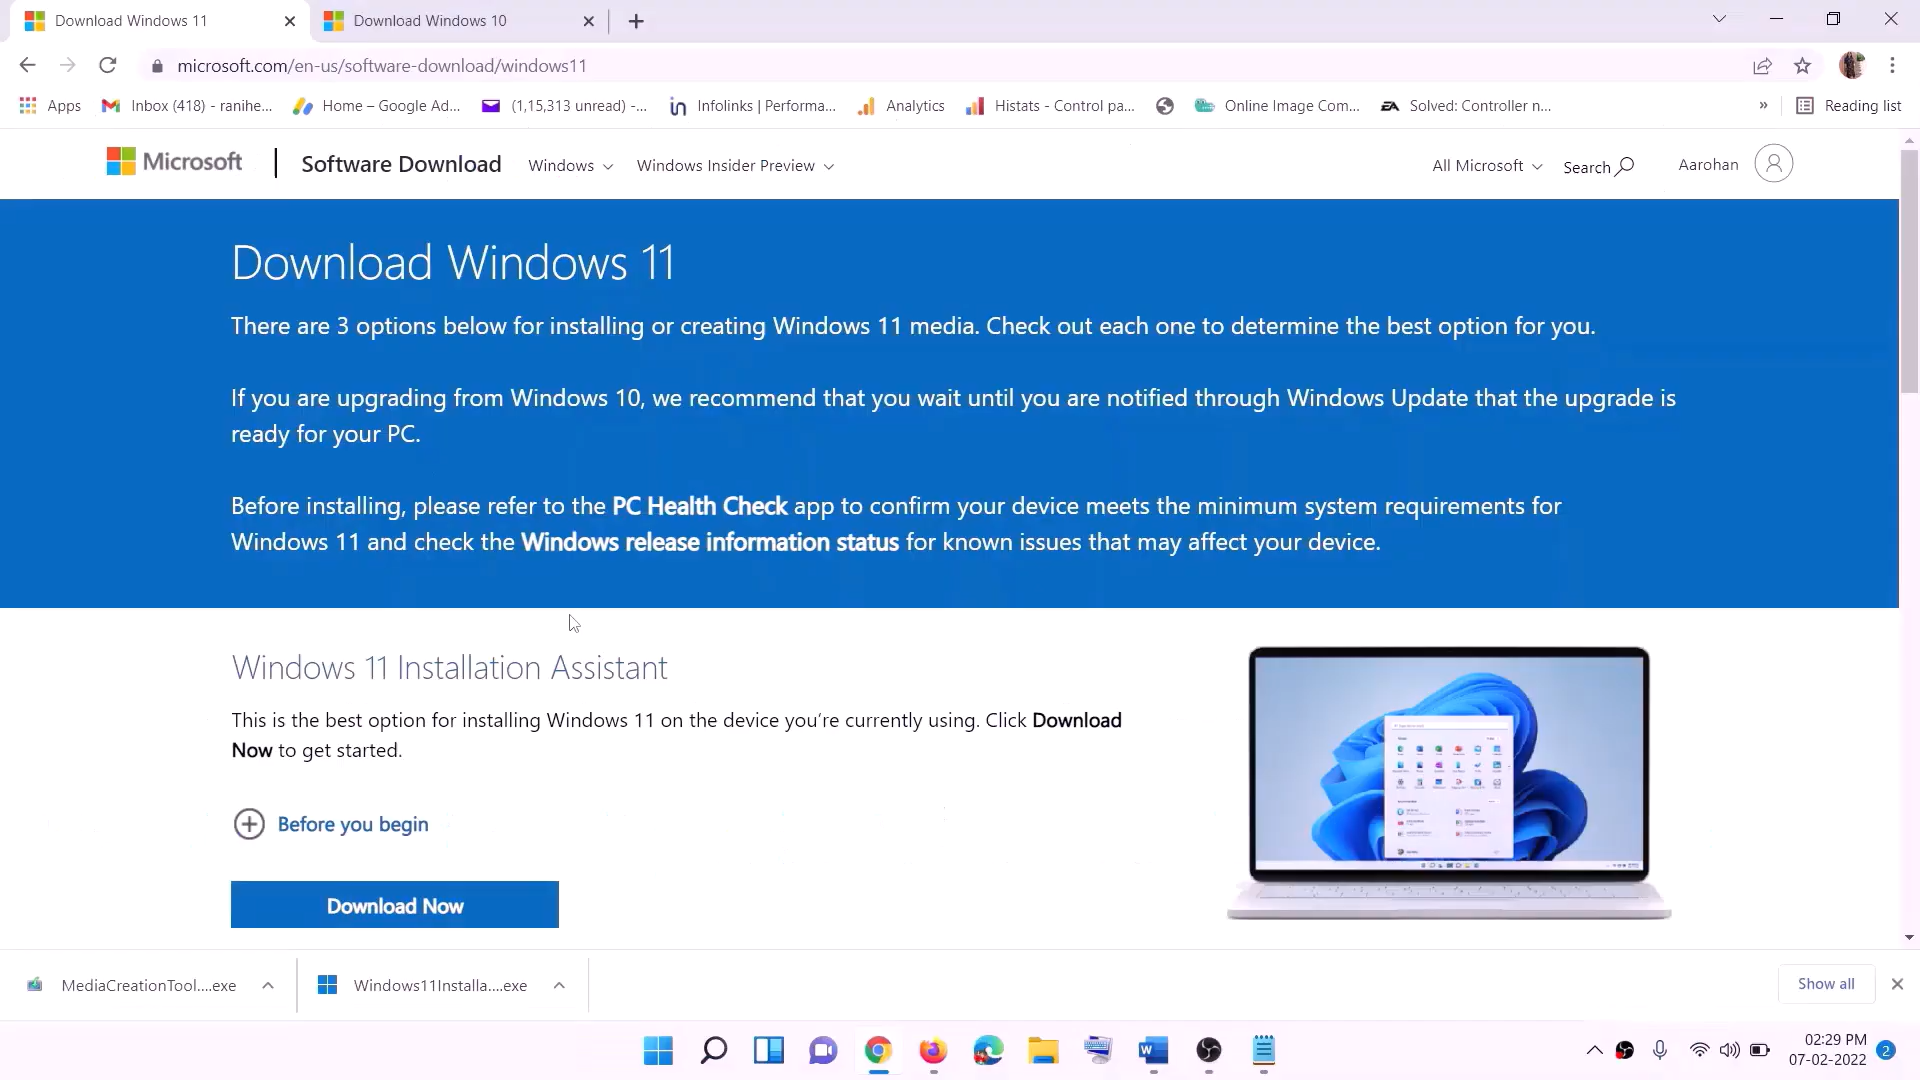 Download Windows 11
Download Windows 10
microsoft.com/en-us/software-download/windows11
Apps
Inbox (418) - ranihe...
Home – Google Ad...
(1,15,313 unread) -...
Infolinks | Performa...
Analytics
Histats - Control pa...
Online Image Com...
Solved: Controller n...
»
Reading list
Microsoft
Software Download
Windows
Windows Insider Preview
All Microsoft
Search
Aarohan
Download Windows 11
There are 3 options below for installing or creating Windows 11 media. Check out each one to determine the best option for you.
If you are upgrading from Windows 10, we recommend that you wait until you are notified through Windows Update that the upgrade is
ready for your PC.
Before installing, please refer to the PC Health Check app to confirm your device meets the minimum system requirements for
Windows 11 and check the Windows release information status for known issues that may affect your device.
Windows 11 Installation Assistant
This is the best option for installing Windows 11 on the device you're currently using. Click Download
Now to get started.
Before you begin
Download Now
MediaCreationTool....exe
Windows11Installa....exe
Show all
02:29 PM
07-02-2022
2